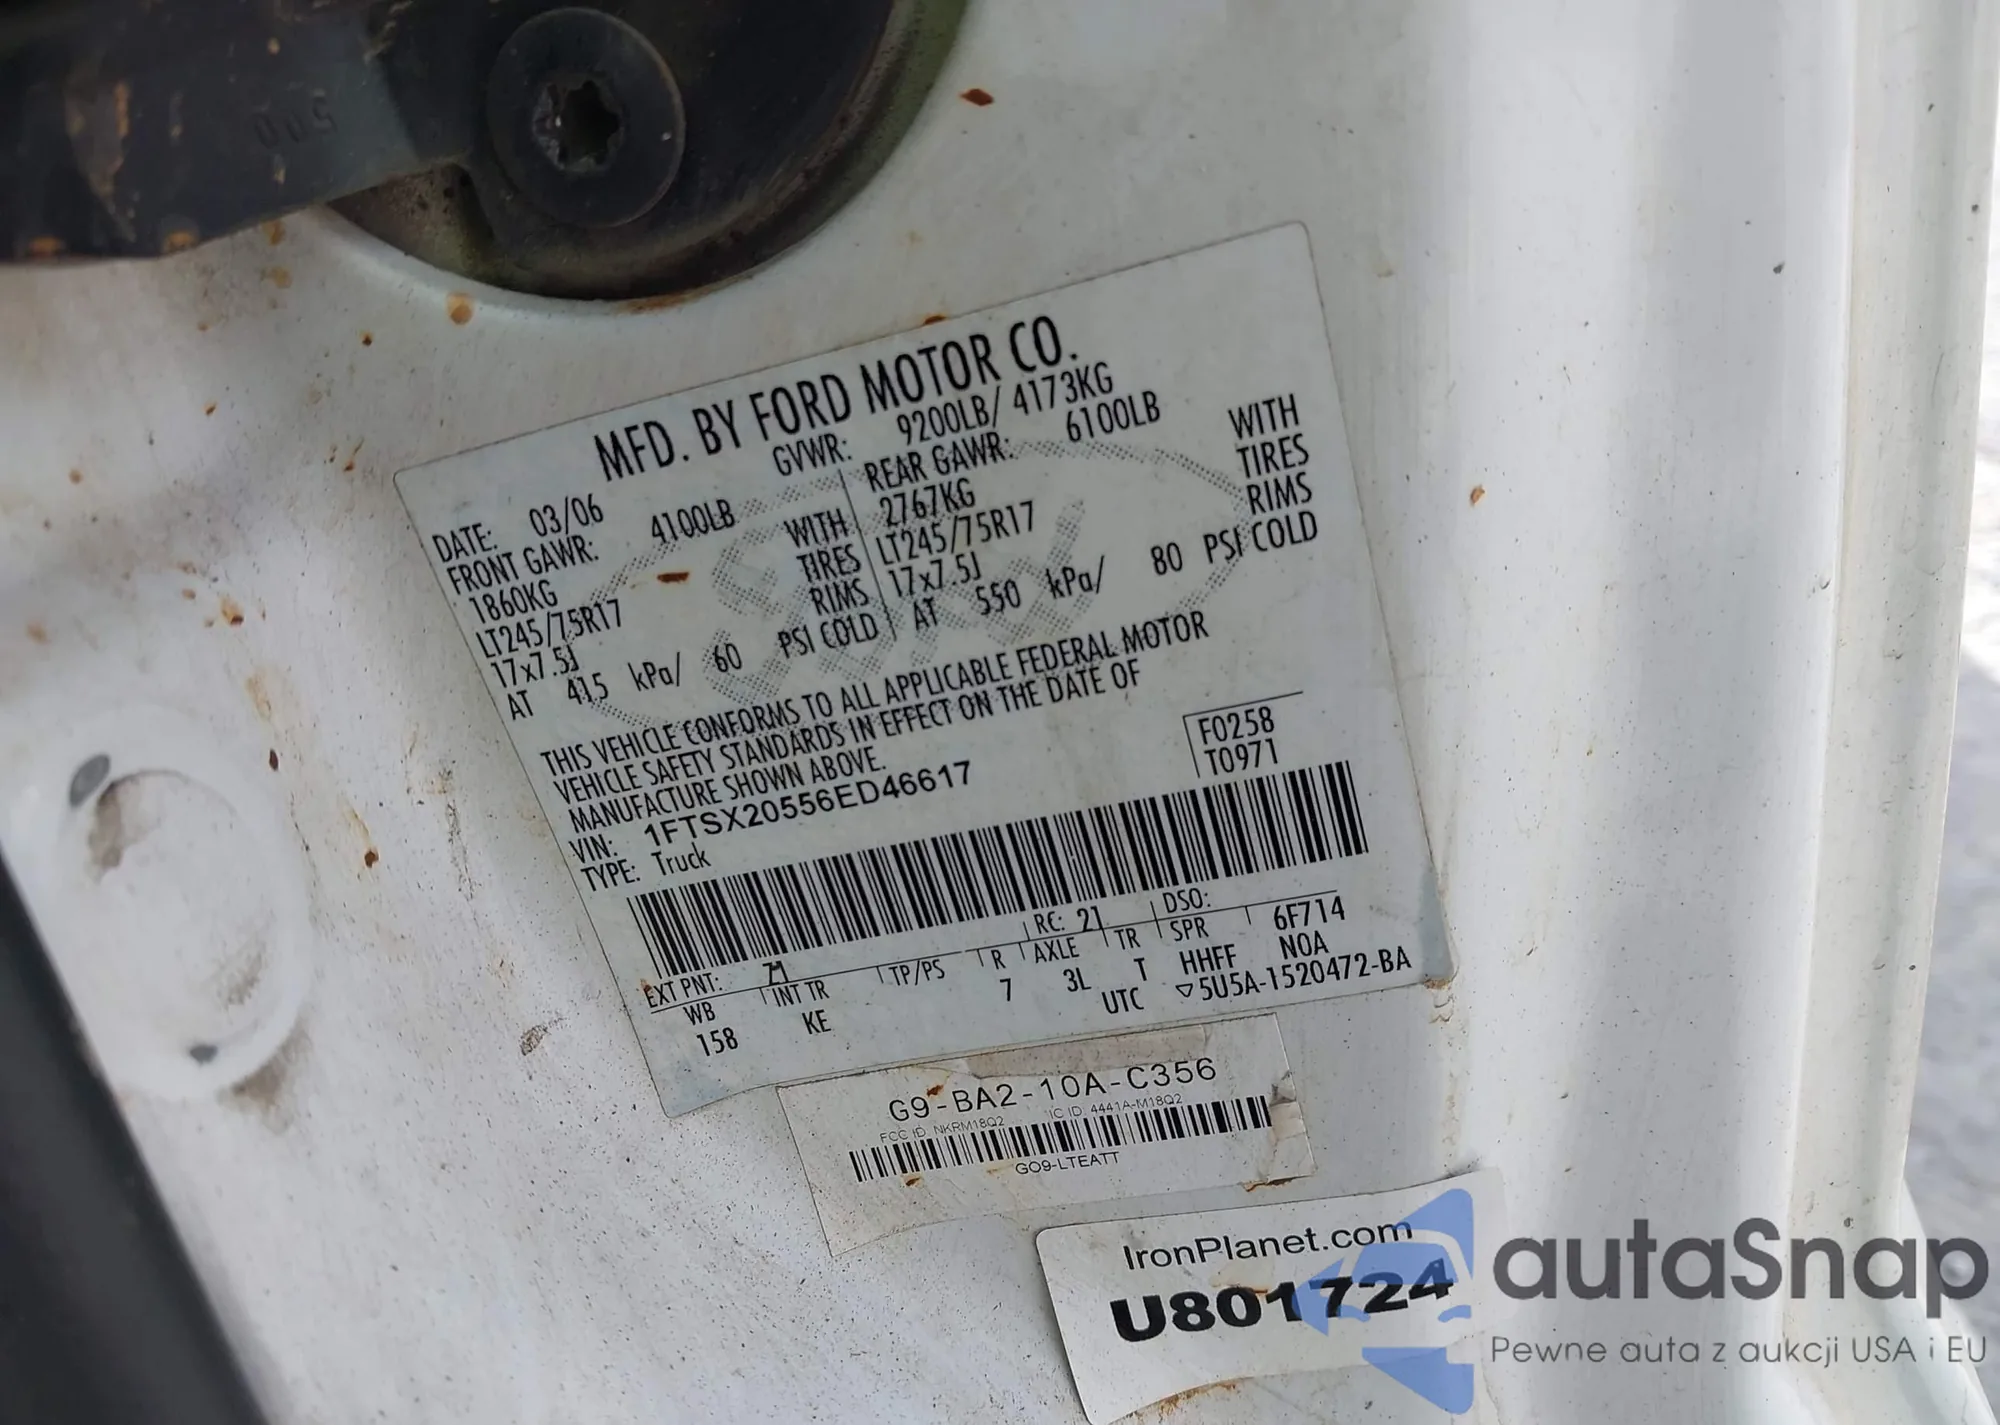 500
MFD. BY FORD MOTOR CO.
DATE: 03/06 GVWR: 9200LB/ 4173KG
FRONT GAWR: 4100LB REAR GAWR: 6100LB
1860KG WITH 2767KG WITH
LT245/75R17 TIRES LT245/75R17 TIRES
17x7.5J RIMS 17x7.5J RIMS
AT 415 kPa/ 60 PSI COLD AT 550 kPa/ 80 PSI COLD
THIS VEHICLE CONFORMS TO ALL APPLICABLE FEDERAL MOTOR
VEHICLE SAFETY STANDARDS IN EFFECT ON THE DATE OF
MANUFACTURE SHOWN ABOVE.
F0258
VIN: 1FTSX20556ED46617
T0971
TYPE: Truck
EXT PNT: Z1 RC: 21 DSO:
WB INT TR TP/PS R AXLE TR SPR 6F714
158 KE 7 3L T HHFF N0A
UTC ▽5U5A-1520472-BA
G9-BA2-10A-C356
FCC ID: NKRM18Q2 IC ID: 4441A-M18Q2
GO9-LTEATT
IronPlanet.com
U801724
autaSnap
Pewne auta z aukcji USA i EU